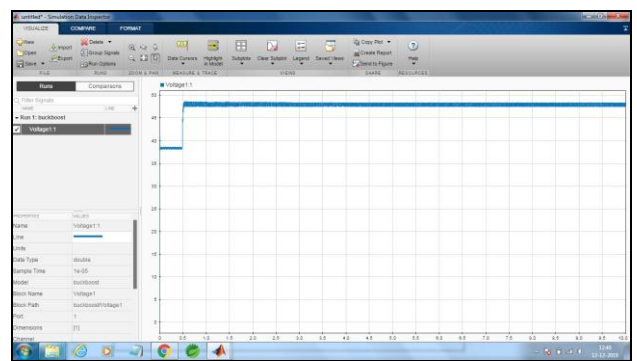 untitled* - Simulation Data Inspector
VISUALIZE COMPARE FORMAT
New
Open
Save
Import
Export
Delete
Group Signals
Run Options
Data Cursors
Highlight in Model
Subplots
Clear Subplot
Legend
Saved Views
Copy Plot
Create Report
Send to Figure
Help
FILE RUNS ZOOM & PAN MEASURE & TRACE VIEWS SHARE RESOURCES
Runs Comparisons
Filter Signals
NAME LINE
Run 1: buckboost
Voltage1:1
PROPERTIES VALUES
Name Voltage1:1
Line
Units
Data Type double
Sample Time 1e-05
Model buckboost
Block Name Voltage1
Block Path buckboost/Voltage1
Port 1
Dimensions [1]
Channel
Voltage1:1
50
45
40
35
30
25
20
15
10
5
0
0 0.5 1.0 1.5 2.0 2.5 3.0 3.5 4.0 4.5 5.0 5.5 6.0 6.5 7.0 7.5 8.0 8.5 9.0 9.5 10.0